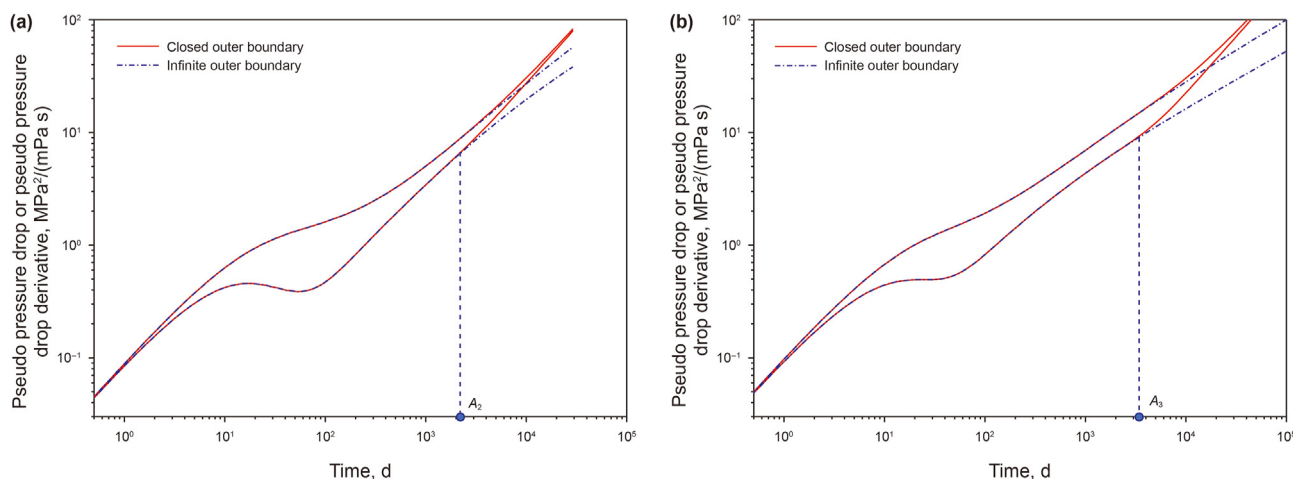 (a)
10²
Closed outer boundary
Infinite outer boundary
10¹
10⁰
10⁻¹
Pseudo pressure drop or pseudo pressure
drop derivative, MPa²/(mPa s)
A₂
10⁰ 10¹ 10² 10³ 10⁴ 10⁵
Time, d
(b)
10²
Closed outer boundary
Infinite outer boundary
10¹
10⁰
10⁻¹
Pseudo pressure drop or pseudo pressure
drop derivative, MPa²/(mPa s)
A₃
10⁰ 10¹ 10² 10³ 10⁴ 10⁵
Time, d